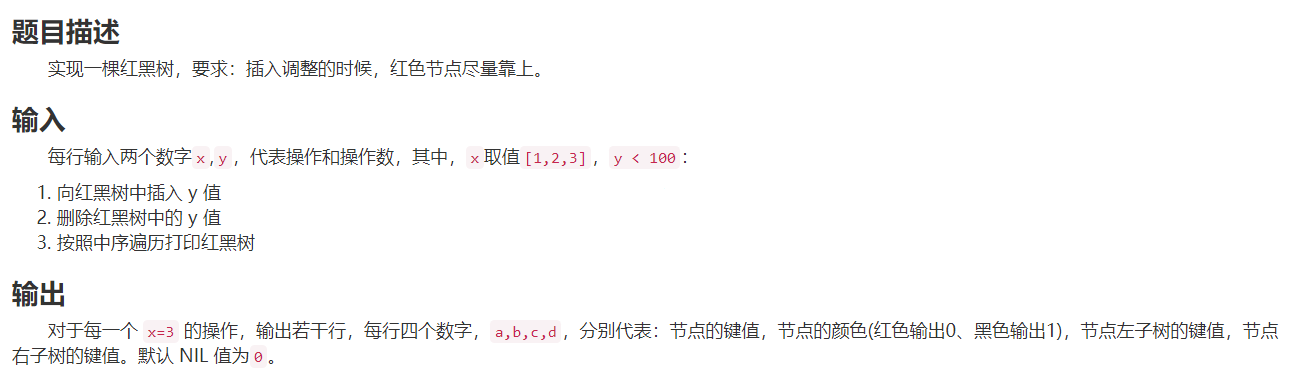 题目描述
实现一棵红黑树，要求：插入调整的时候，红色节点尽量靠上。
输入
每行输入两个数字 x , y ，代表操作和操作数，其中， x 取值 [1,2,3] ， y < 100 ：
1. 向红黑树中插入 y 值
2. 删除红黑树中的 y 值
3. 按照中序遍历打印红黑树
输出
对于每一个 x=3 的操作，输出若干行，每行四个数字， a,b,c,d ，分别代表：节点的键值，节点的颜色(红色输出0、黑色输出1)，节点左子树的键值，节点
右子树的键值。默认 NIL 值为 0 。